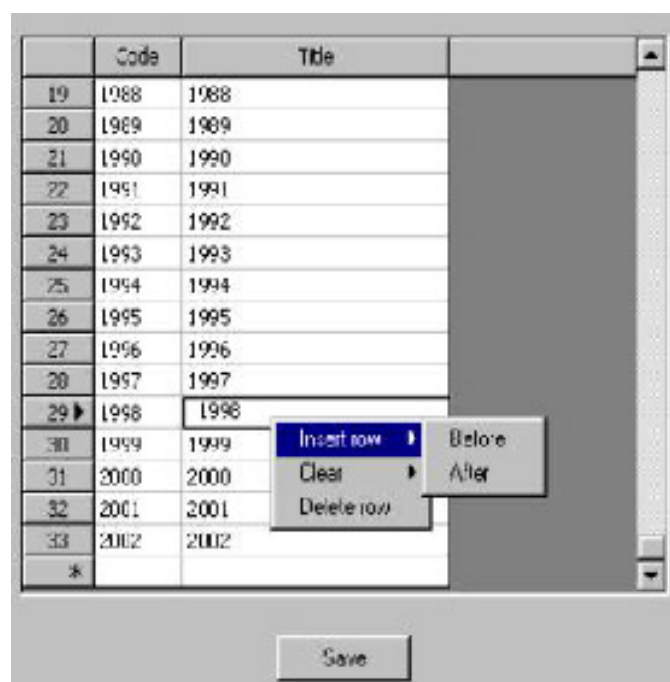 Code Title
19 1988 1988
20 1989 1989
21 1990 1990
22 1991 1991
23 1992 1992
24 1993 1993
25 1994 1994
26 1995 1995
27 1996 1996
28 1997 1997
29 1998 1998
30 1999 1999 Insert row Before
31 2000 2000 Clear After
32 2001 2001 Delete row
33 2002 2002
*
Save